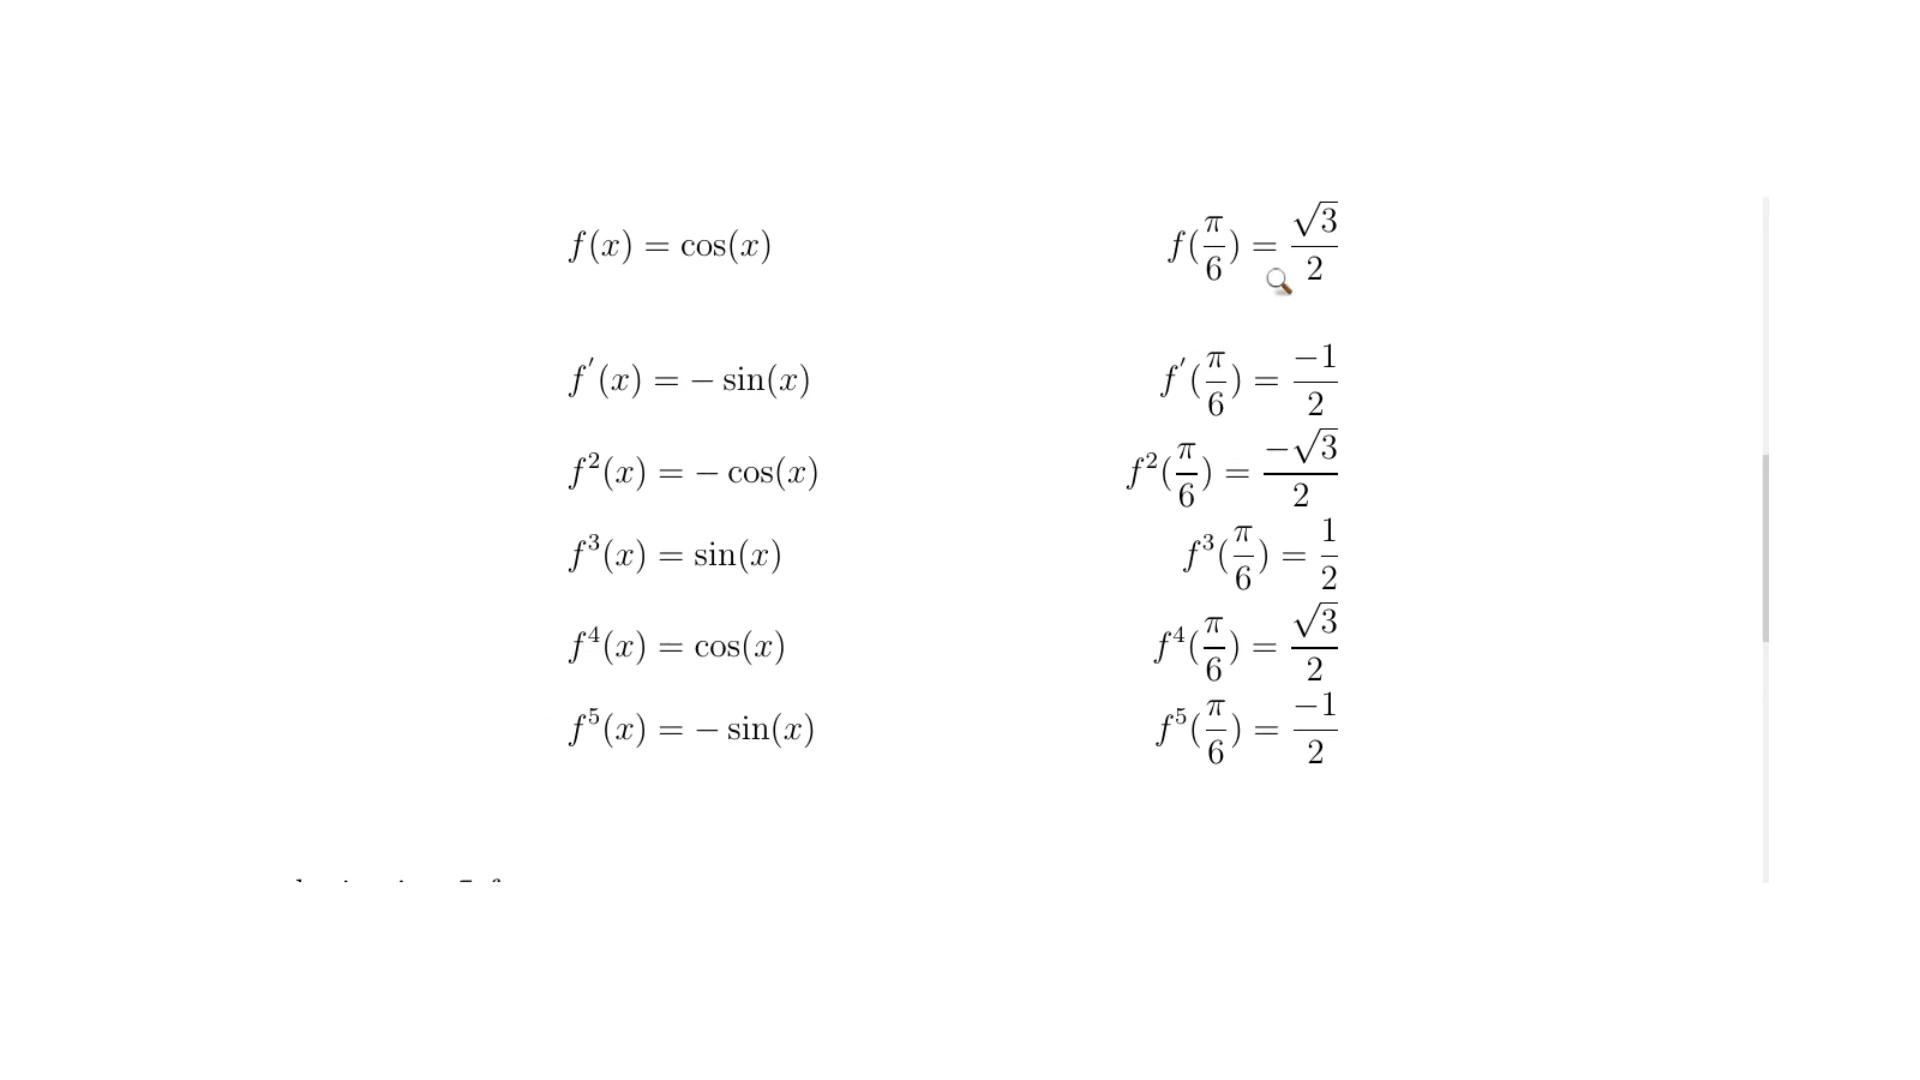 f(x) = cos(x) f(π/6) = √3/2
f′(x) = − sin(x) f′(π/6) = −1/2
f²(x) = − cos(x) f²(π/6) = −√3/2
f³(x) = sin(x) f³(π/6) = 1/2
f⁴(x) = cos(x) f⁴(π/6) = √3/2
f⁵(x) = − sin(x) f⁵(π/6) = −1/2